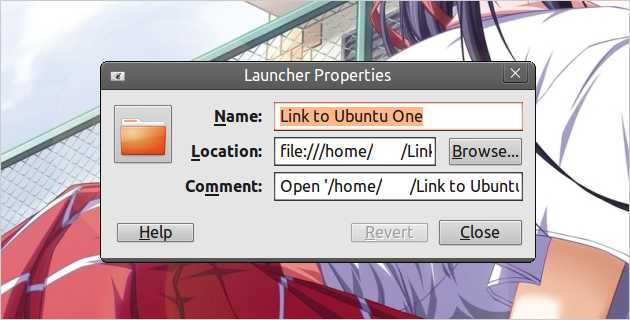 Launcher Properties
Name: Link to Ubuntu One
Location: file:///home/ /Link Browse...
Comment: Open '/home/ /Link to Ubuntu
Help Revert Close